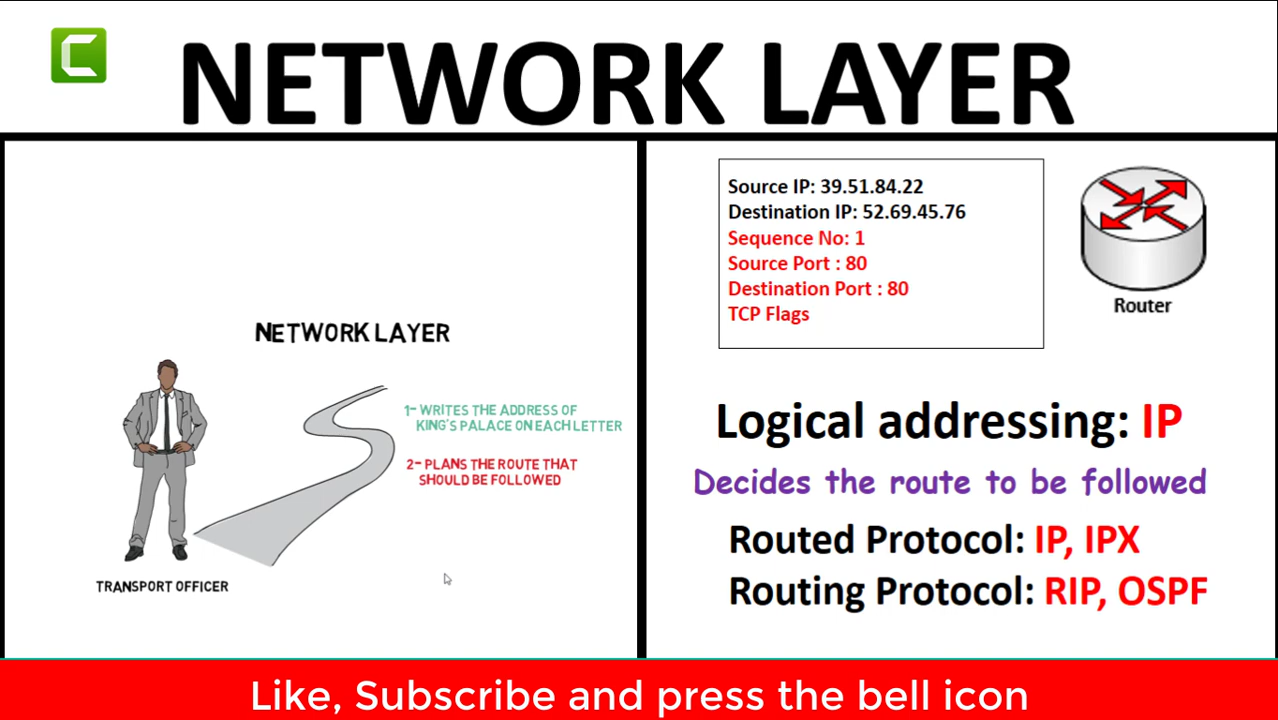 NETWORK LAYER
NETWORK LAYER
1- WRITES THE ADDRESS OF
KING'S PALACE ON EACH LETTER
2- PLANS THE ROUTE THAT
SHOULD BE FOLLOWED
TRANSPORT OFFICER
Source IP: 39.51.84.22
Destination IP: 52.69.45.76
Sequence No: 1
Source Port : 80
Destination Port : 80
TCP Flags
Router
Logical addressing: IP
Decides the route to be followed
Routed Protocol: IP, IPX
Routing Protocol: RIP, OSPF
Like, Subscribe and press the bell icon